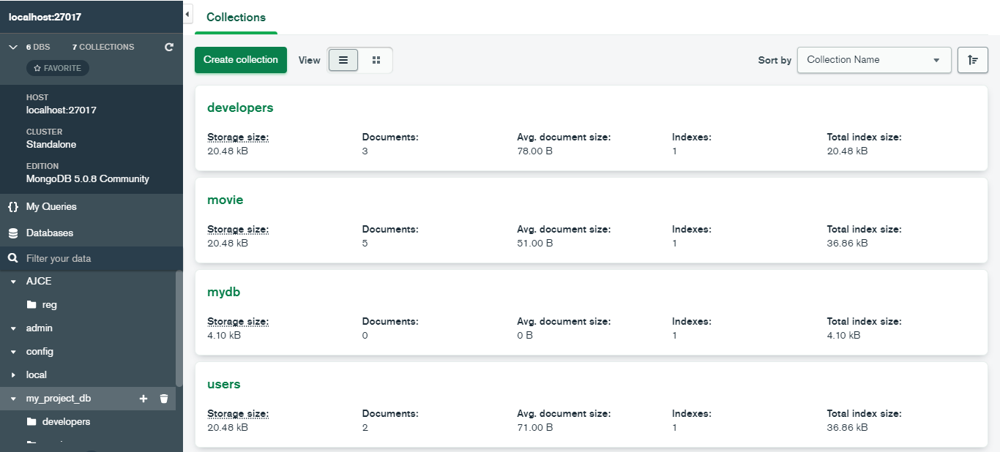 localhost:27017
6 DBS 7 COLLECTIONS
FAVORITE
HOST
localhost:27017
CLUSTER
Standalone
EDITION
MongoDB 5.0.8 Community
{} My Queries
Databases
Filter your data
AJCE
reg
admin
config
local
my_project_db
developers
Collections
Create collection View
Sort by Collection Name
developers
Storage size: Documents: Avg. document size: Indexes: Total index size:
20.48 kB 3 78.00 B 1 20.48 kB
movie
Storage size: Documents: Avg. document size: Indexes: Total index size:
20.48 kB 5 51.00 B 1 36.86 kB
mydb
Storage size: Documents: Avg. document size: Indexes: Total index size:
4.10 kB 0 0 B 1 4.10 kB
users
Storage size: Documents: Avg. document size: Indexes: Total index size:
20.48 kB 2 71.00 B 1 36.86 kB